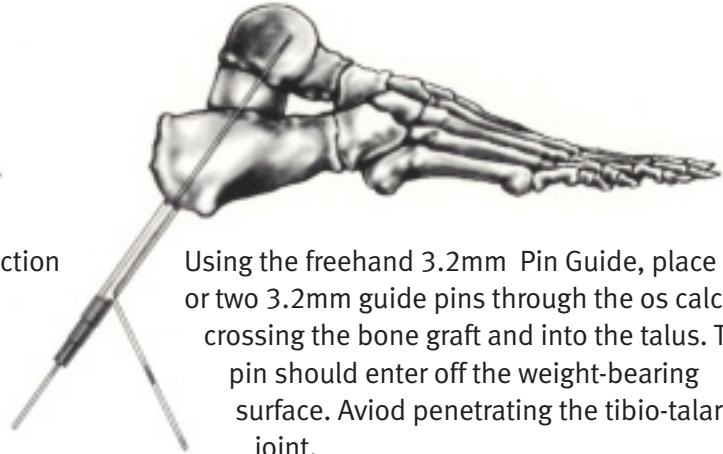 ction
Using the freehand 3.2mm Pin Guide, place
or two 3.2mm guide pins through the os calc
crossing the bone graft and into the talus. T
pin should enter off the weight-bearing
surface. Aviod penetrating the tibio-talar
joint.